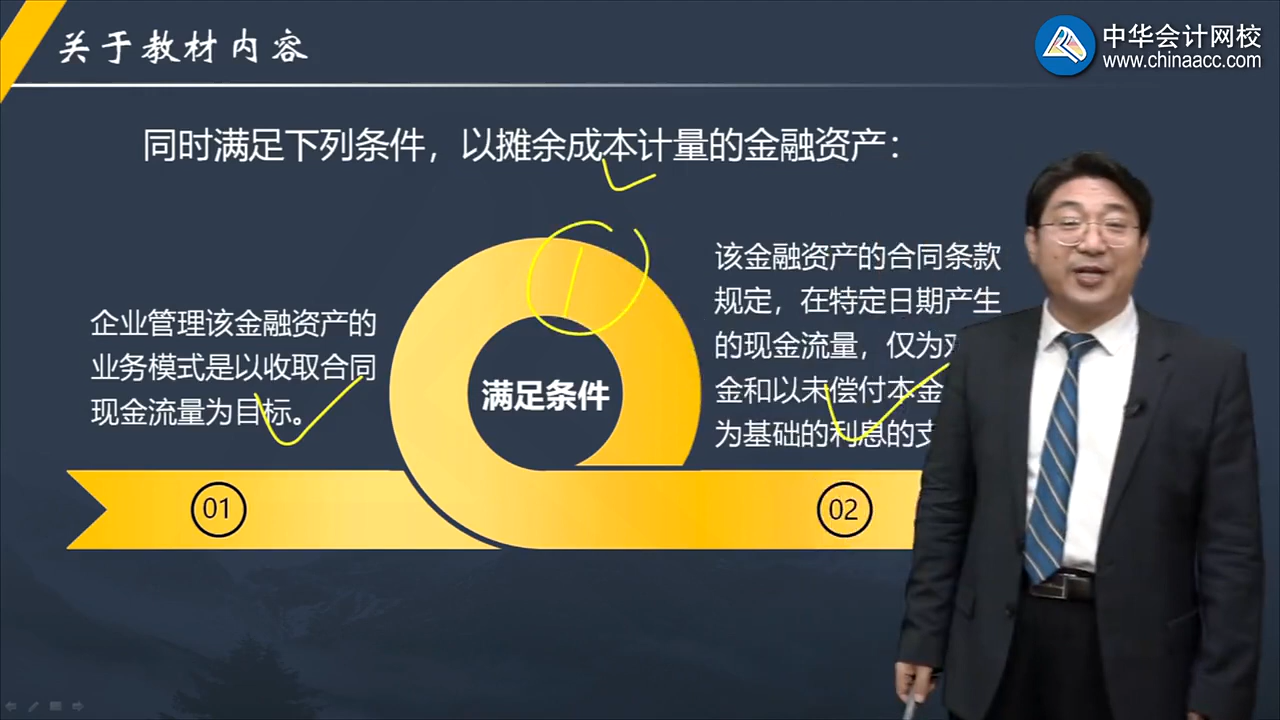 关于教材内容
中华会计网校
www.chinaacc.com
同时满足下列条件，以摊余成本计量的金融资产：
企业管理该金融资产的
业务模式是以收取合同
现金流量为目标。
满足条件
该金融资产的合同条款
规定，在特定日期产生
的现金流量，仅为对
金和以未偿付本金
为基础的利息的支
01
02